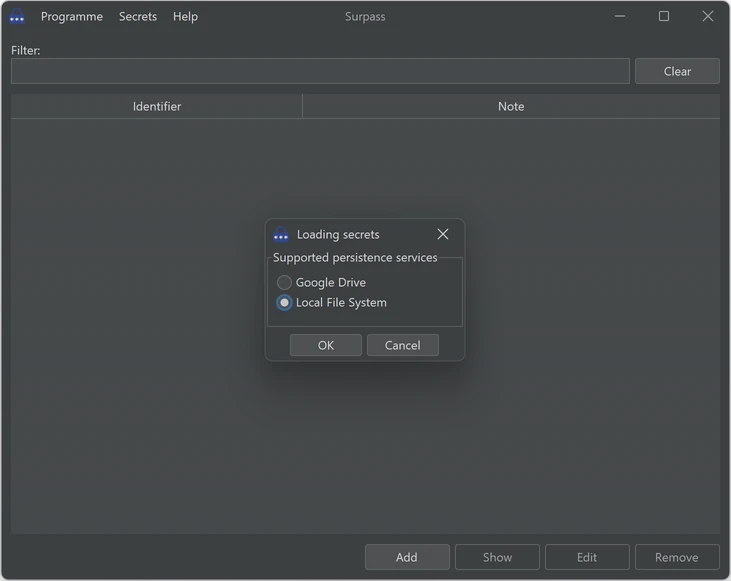 Programme Secrets Help Surpass
Filter:
Clear
Identifier Note
Loading secrets
Supported persistence services
Google Drive
Local File System
OK Cancel
Add Show Edit Remove